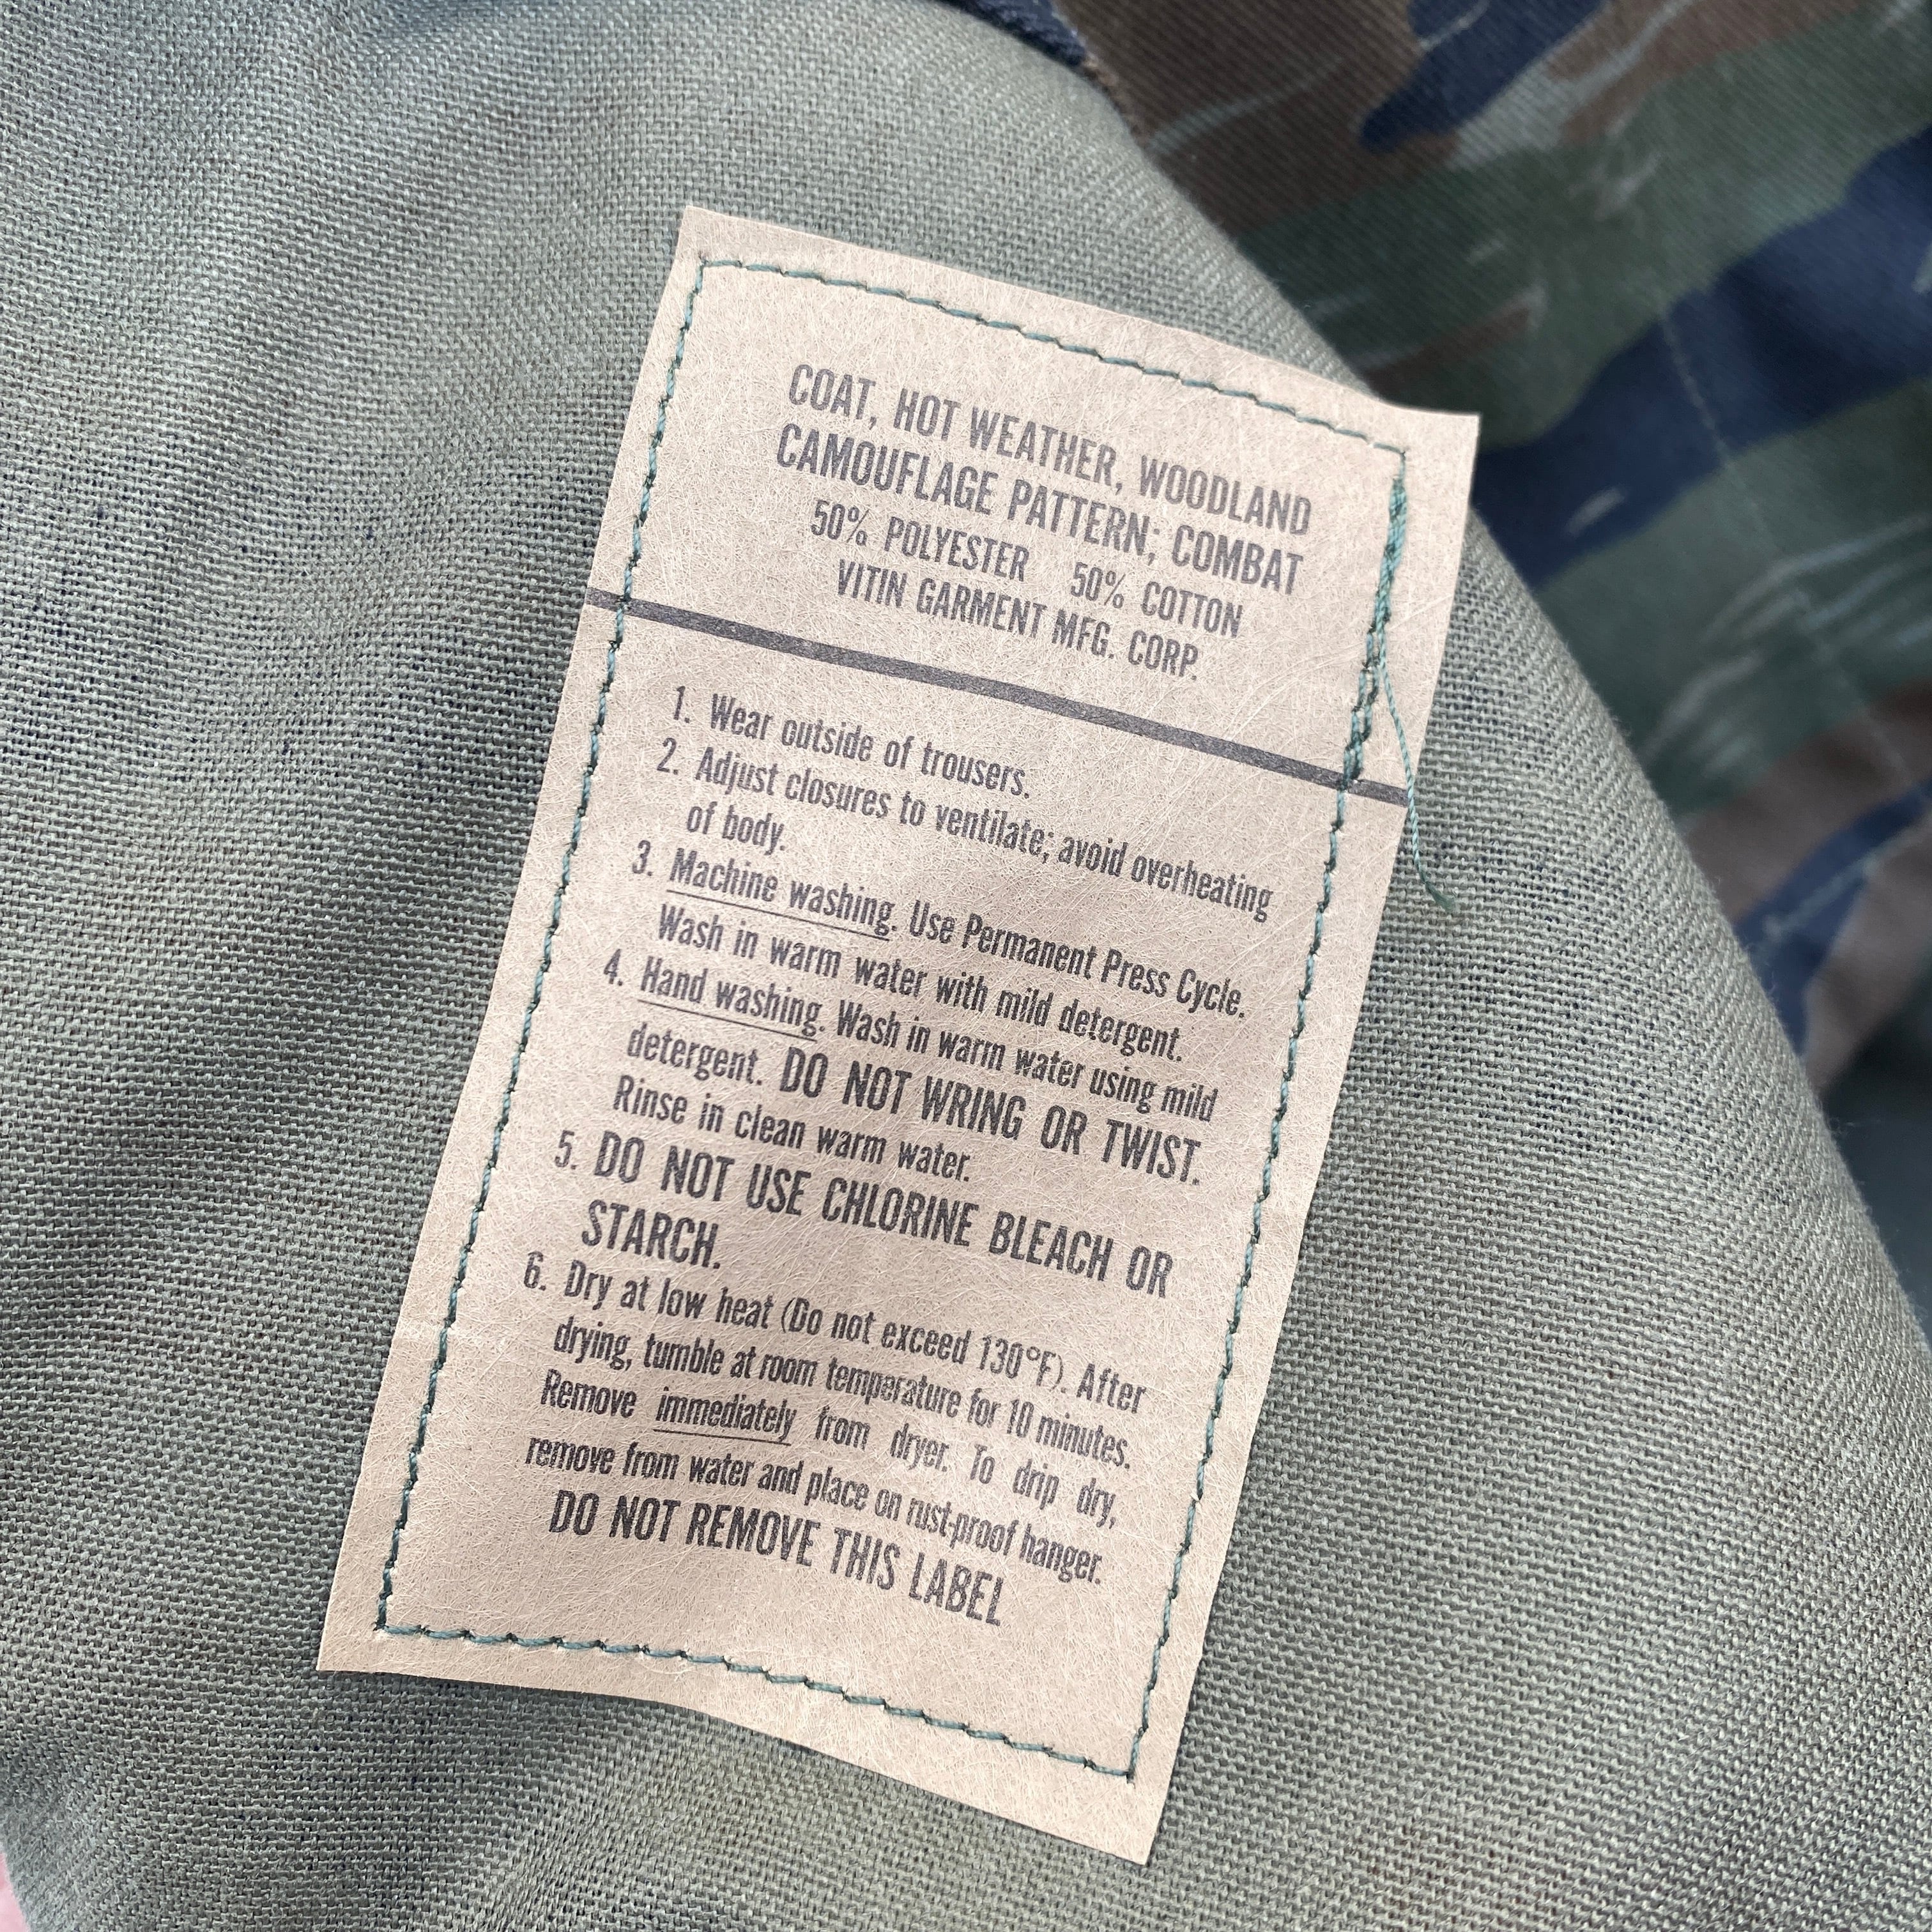 COAT, HOT WEATHER, WOODLAND
CAMOUFLAGE PATTERN; COMBAT
50% POLYESTER 50% COTTON
VITIN GARMENT MFG. CORP.
1. Wear outside of trousers.
2. Adjust closures to ventilate; avoid overheating
of body.
3. Machine washing. Use Permanent Press Cycle.
Wash in warm water with mild detergent.
4. Hand washing. Wash in warm water using mild
detergent. DO NOT WRING OR TWIST.
Rinse in clean warm water.
5. DO NOT USE CHLORINE BLEACH OR
STARCH.
6. Dry at low heat (Do not exceed 130°F). After
drying, tumble at room temperature for 10 minutes.
Remove immediately from dryer. To drip dry,
remove from water and place on rust-proof hanger.
DO NOT REMOVE THIS LABEL